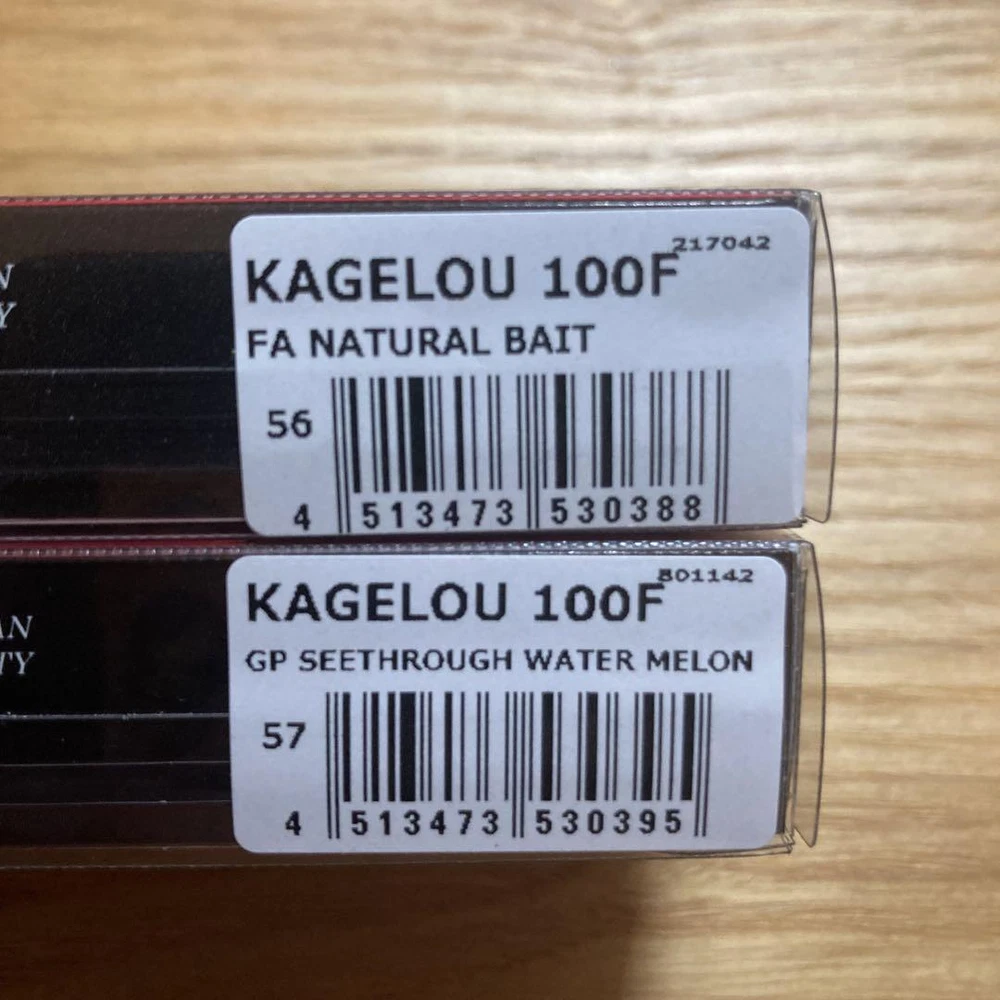 217042
KAGELOU 100F
FA NATURAL BAIT
56
4 513473 530388
801142
KAGELOU 100F
GP SEETHROUGH WATER MELON
57
4 513473 530395